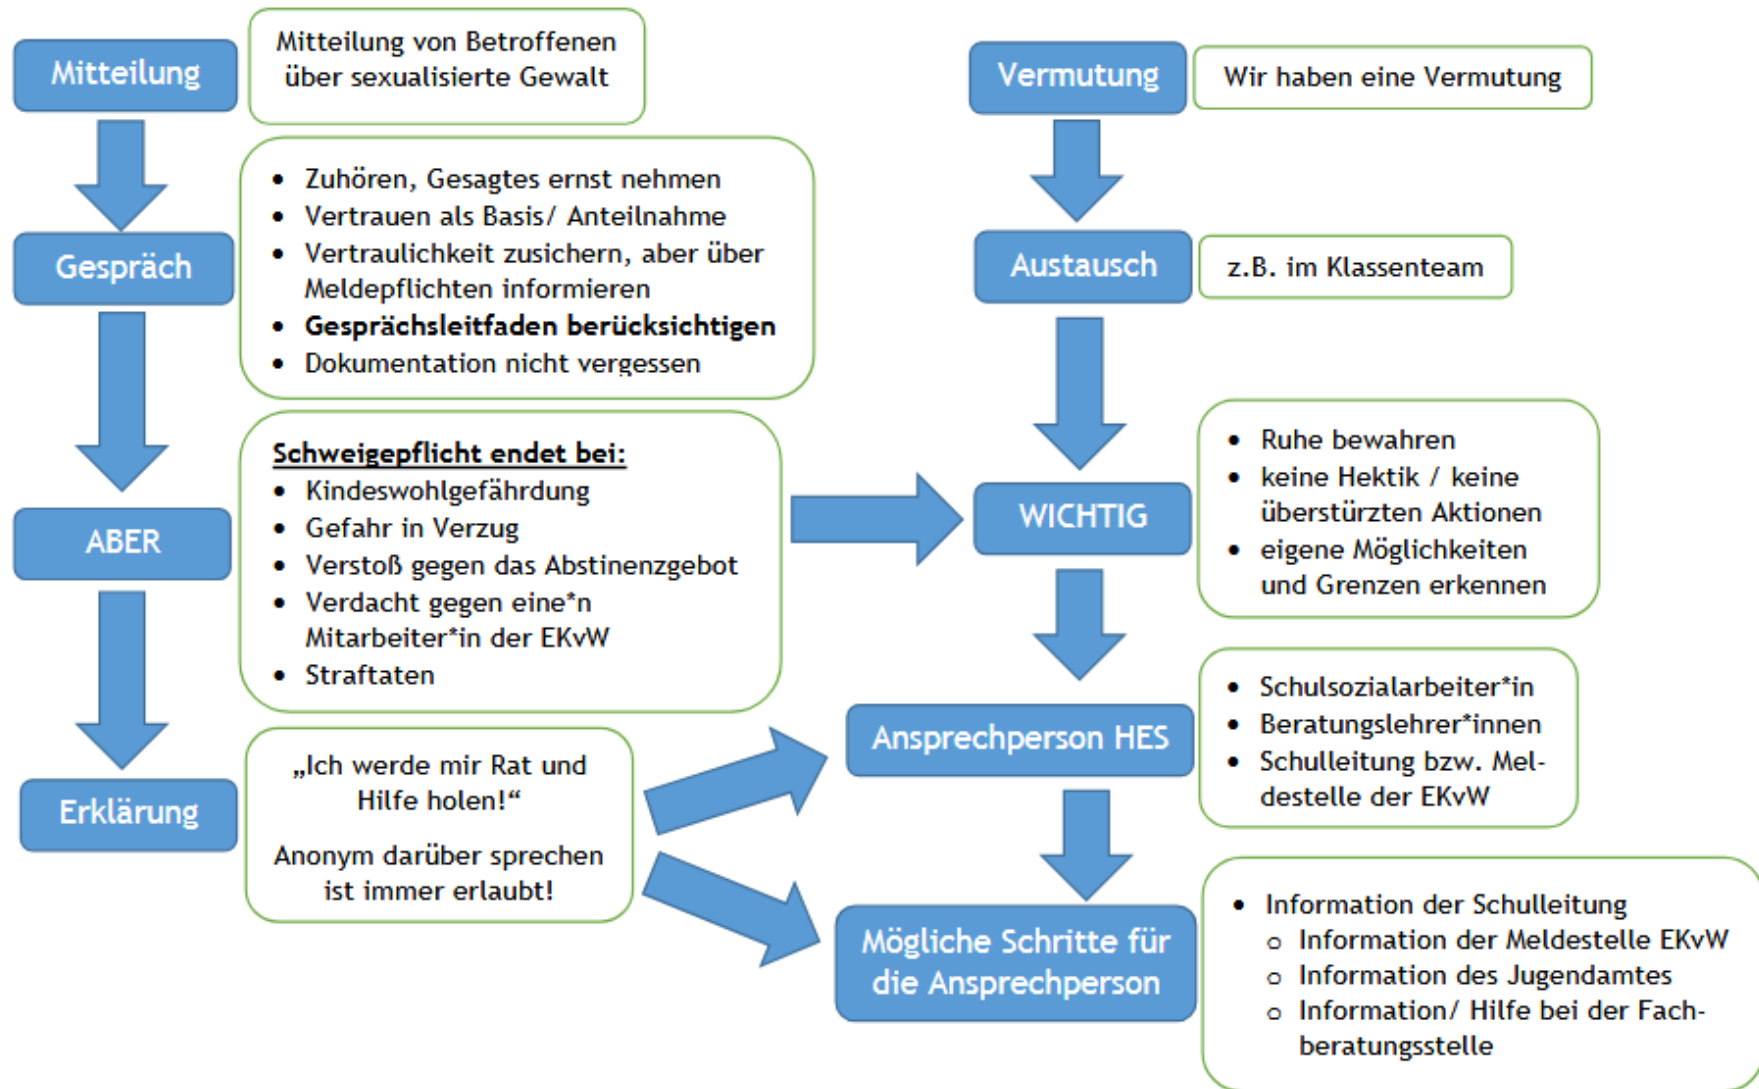 Mitteilung
Mitteilung von Betroffenen
über sexualisierte Gewalt
Gespräch
• Zuhören, Gesagtes ernst nehmen
• Vertrauen als Basis/ Anteilnahme
• Vertraulichkeit zusichern, aber über
Meldepflichten informieren
• Gesprächsleitfaden berücksichtigen
• Dokumentation nicht vergessen
ABER
Schweigepflicht endet bei:
• Kindeswohlgefährdung
• Gefahr in Verzug
• Verstoß gegen das Abstinenzgebot
• Verdacht gegen eine*n
Mitarbeiter*in der EKvW
• Straftaten
Erklärung
„Ich werde mir Rat und
Hilfe holen!“
Anonym darüber sprechen
ist immer erlaubt!
Vermutung
Wir haben eine Vermutung
Austausch
z.B. im Klassenteam
WICHTIG
• Ruhe bewahren
• keine Hektik / keine
überstürzten Aktionen
• eigene Möglichkeiten
und Grenzen erkennen
Ansprechperson HES
• Schulsozialarbeiter*in
• Beratungslehrer*innen
• Schulleitung bzw. Mel-
destelle der EKvW
Mögliche Schritte für
die Ansprechperson
• Information der Schulleitung
o Information der Meldestelle EKvW
o Information des Jugendamtes
o Information/ Hilfe bei der Fach-
beratungsstelle